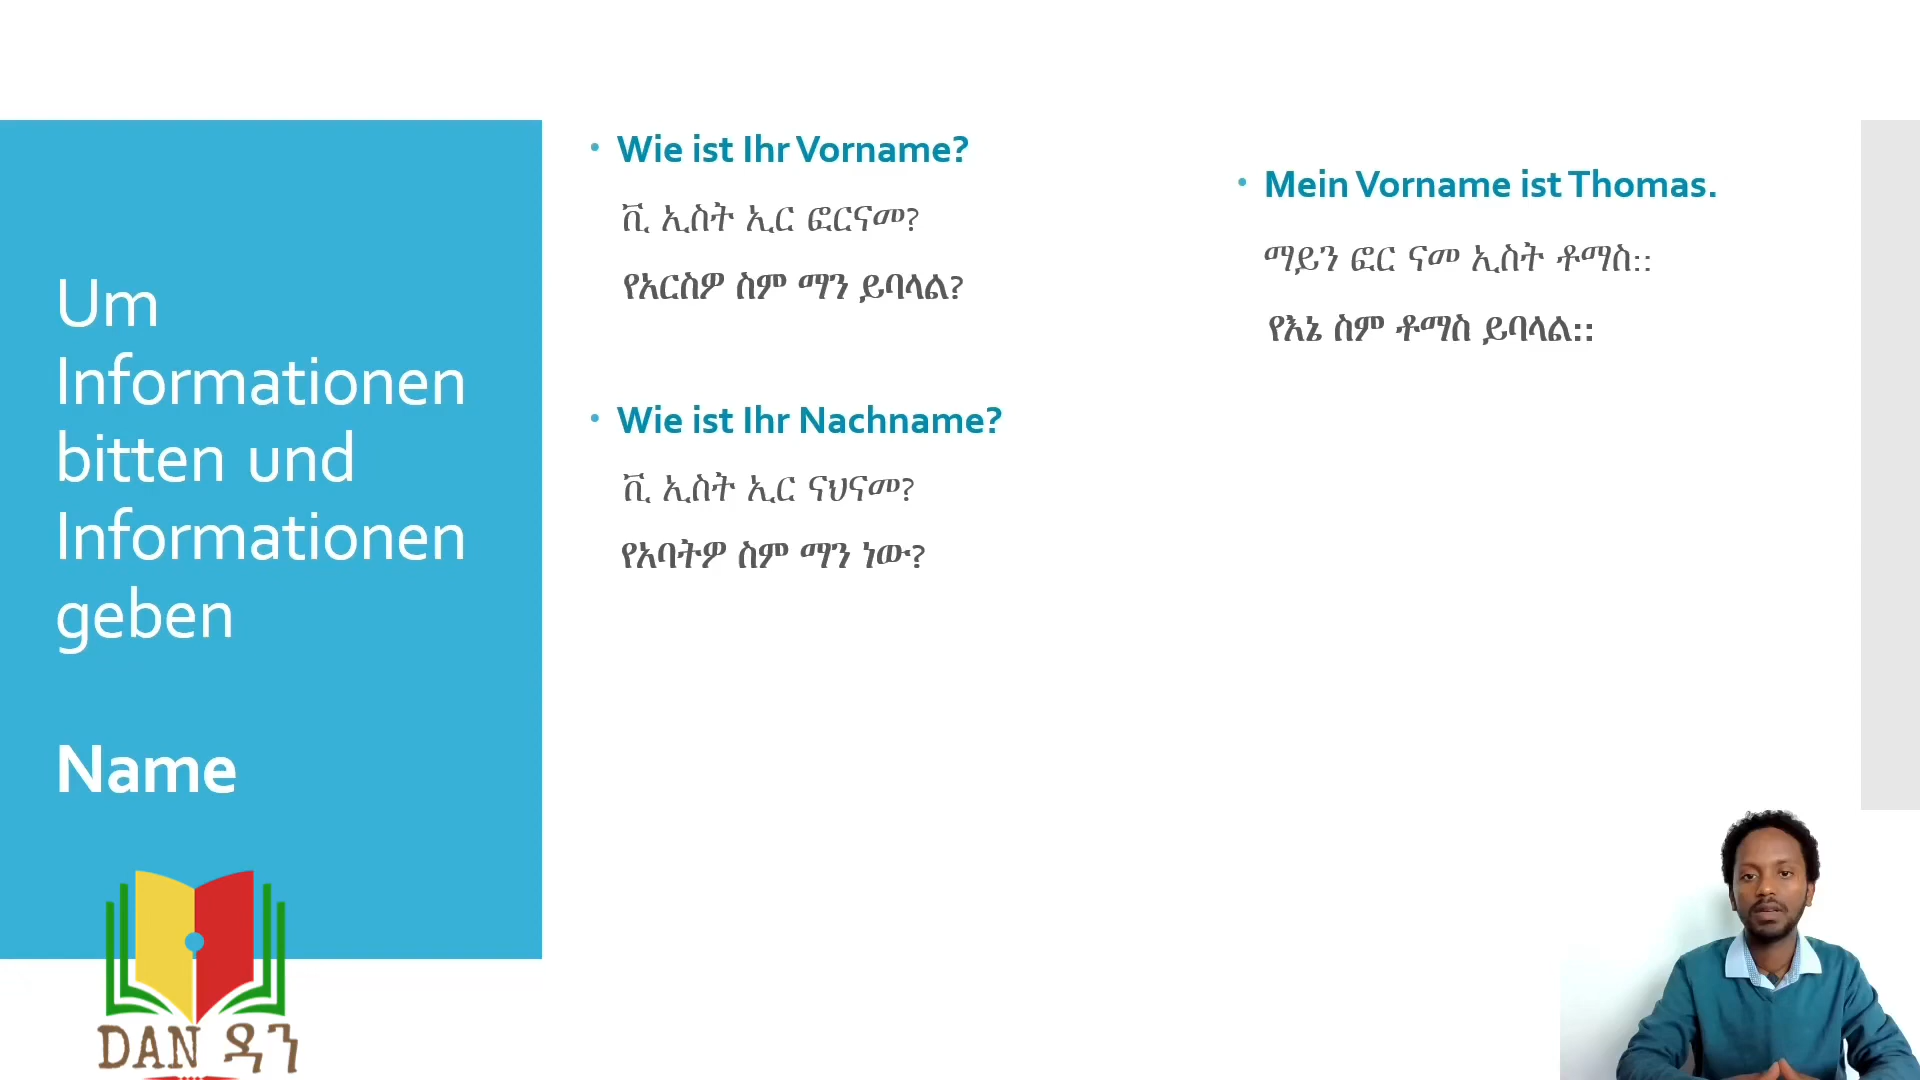 Um
Informationen
bitten und
Informationen
geben
Name
Wie ist Ihr Vorname?
ቪ ኢስት ኢር ፎርናመ?
የእርስዎ ስም ማን ይባላል?
Wie ist Ihr Nachname?
ቪ ኢስት ኢር ናህናመ?
የአባትዎ ስም ማን ነው?
Mein Vorname ist Thomas.
ማይን ፎር ናመ ኢስት ቶማስ::
የእኔ ስም ቶማስ ይባላል::
DAN ዳን